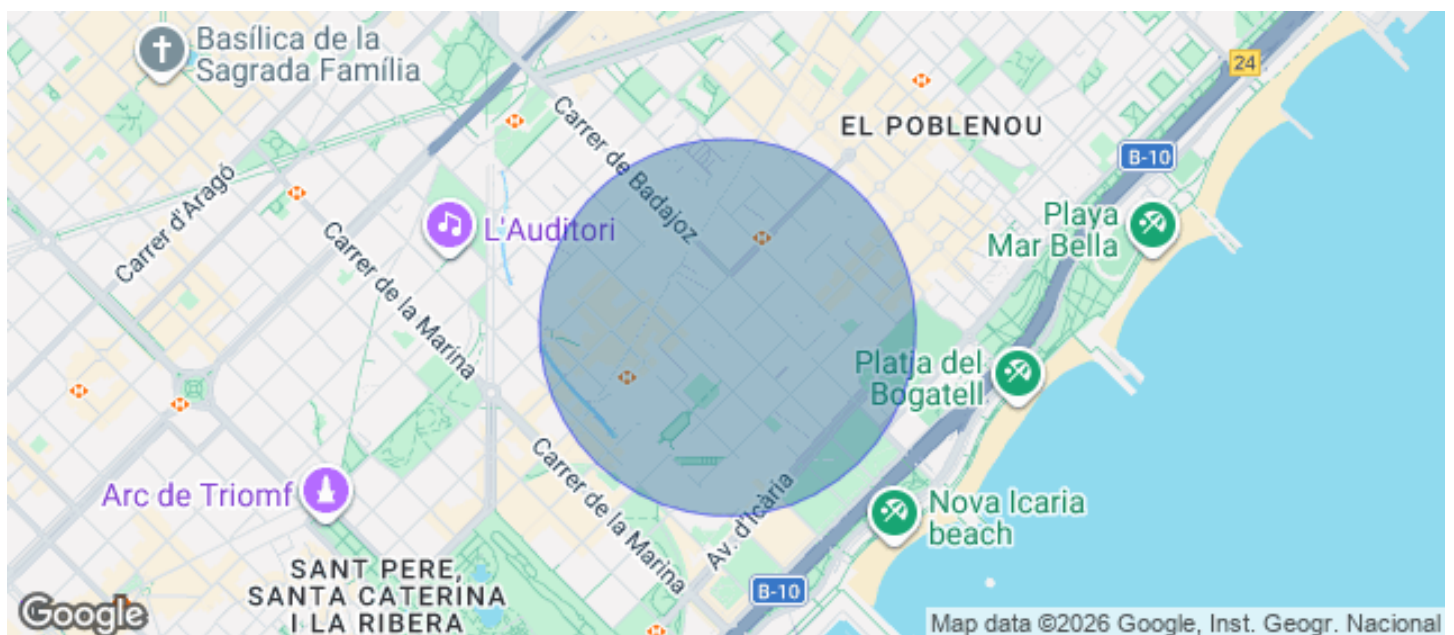 Basílica de la
Sagrada Família
24
Carrer de Badajoz
EL POBLENOU
B-10
Carrer d'Aragó
L'Auditori
Playa
Mar Bella
Carrer de la Marina
Platja del
Bogatell
Arc de Triomf
Carrer de la Marina
Av. d'Icària
Nova Icaria
beach
SANT PERE,
SANTA CATERINA
I LA RIBERA
B-10
Google
Map data ©2026 Google, Inst. Geogr. Nacional